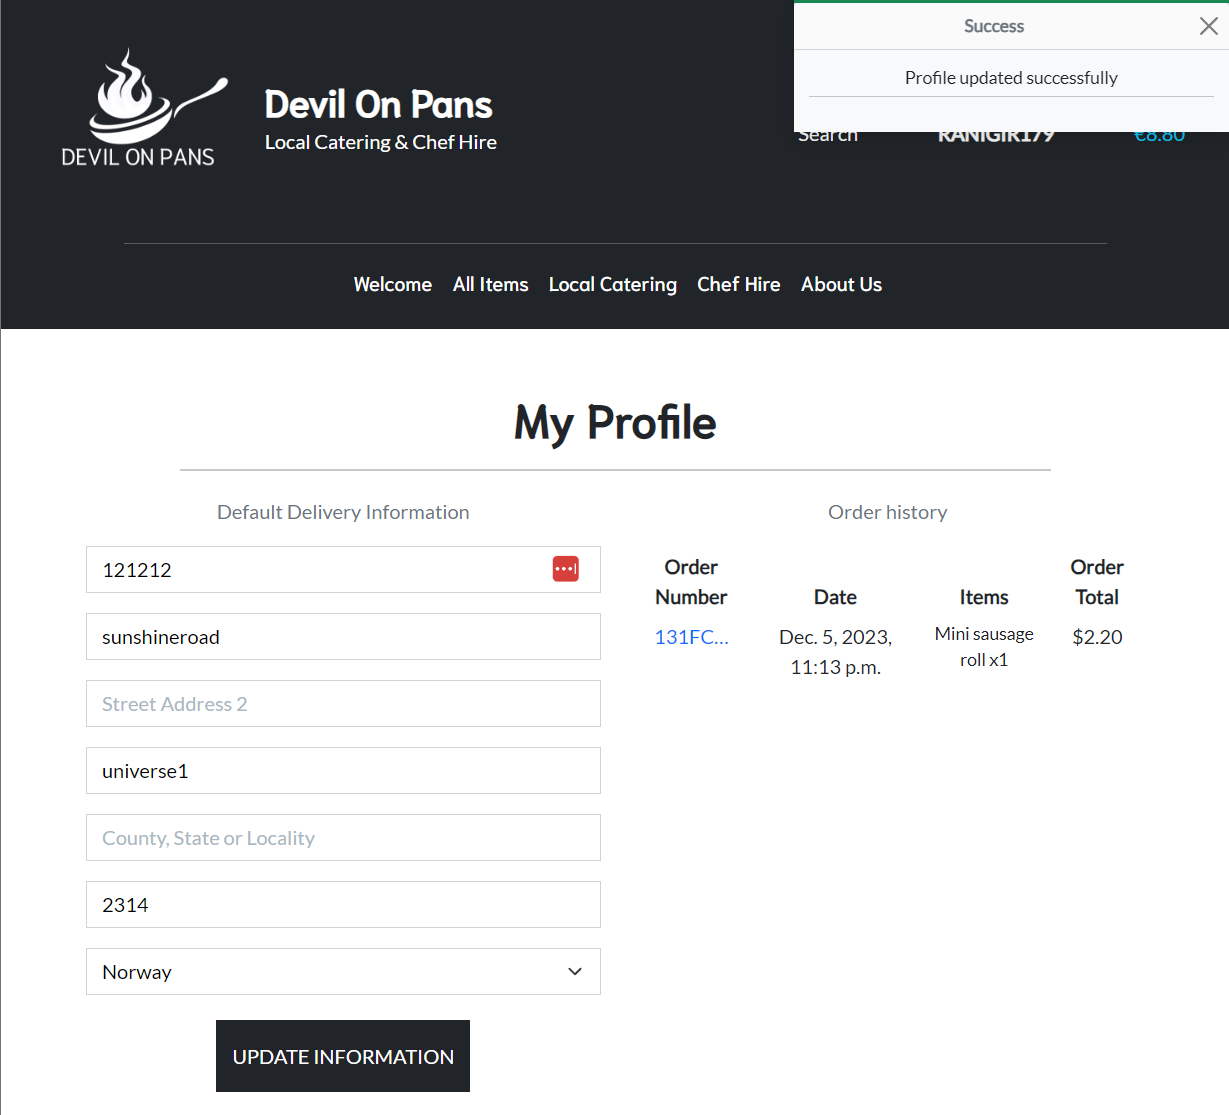 Success
Profile updated successfully
DEVIL ON PANS
Devil On Pans
Local Catering & Chef Hire
Search RANIGIR179 €8.80
Welcome All Items Local Catering Chef Hire About Us
My Profile
Default Delivery Information
121212
sunshineroad
Street Address 2
universe1
County, State or Locality
2314
Norway
UPDATE INFORMATION
Order history
Order Number Date Items Order Total
131FC... Dec. 5, 2023, Mini sausage $2.20
11:13 p.m. roll x1